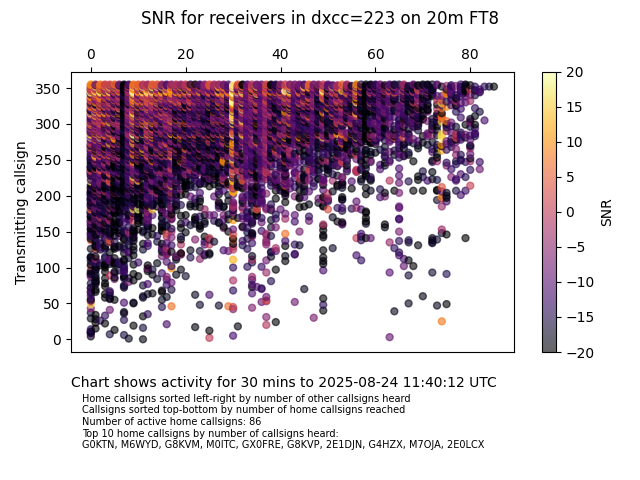 SNR for receivers in dxcc=223 on 20m FT8
0 20 40 60 80
350
300
250
200
150
100
50
0
Transmitting callsign
20
15
10
5
0
−5
−10
−15
−20
SNR
Chart shows activity for 30 mins to 2025-08-24 11:40:12 UTC
Home callsigns sorted left-right by number of other callsigns heard
Callsigns sorted top-bottom by number of home callsigns reached
Number of active home callsigns: 86
Top 10 home callsigns by number of callsigns heard:
G0KTN, M6WYD, G8KVM, M0ITC, GX0FRE, G8KVP, 2E1DJN, G4HZX, M7OJA, 2E0LCX